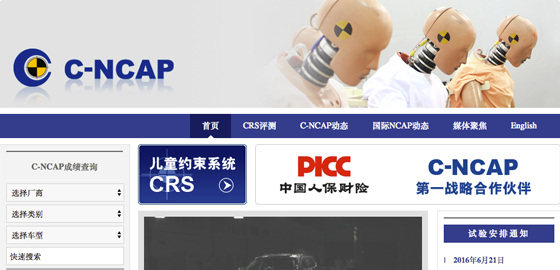 C-NCAP
首页 CRS评测 C-NCAP动态 国际NCAP动态 媒体聚焦 English
C-NCAP成绩查询
选择厂商
选择类别
选择车型
快速搜索
儿童约束系统
CRS
PICC
中国人保财险
C-NCAP
第一战略合作伙伴
试验安排通知
2016年6月21日